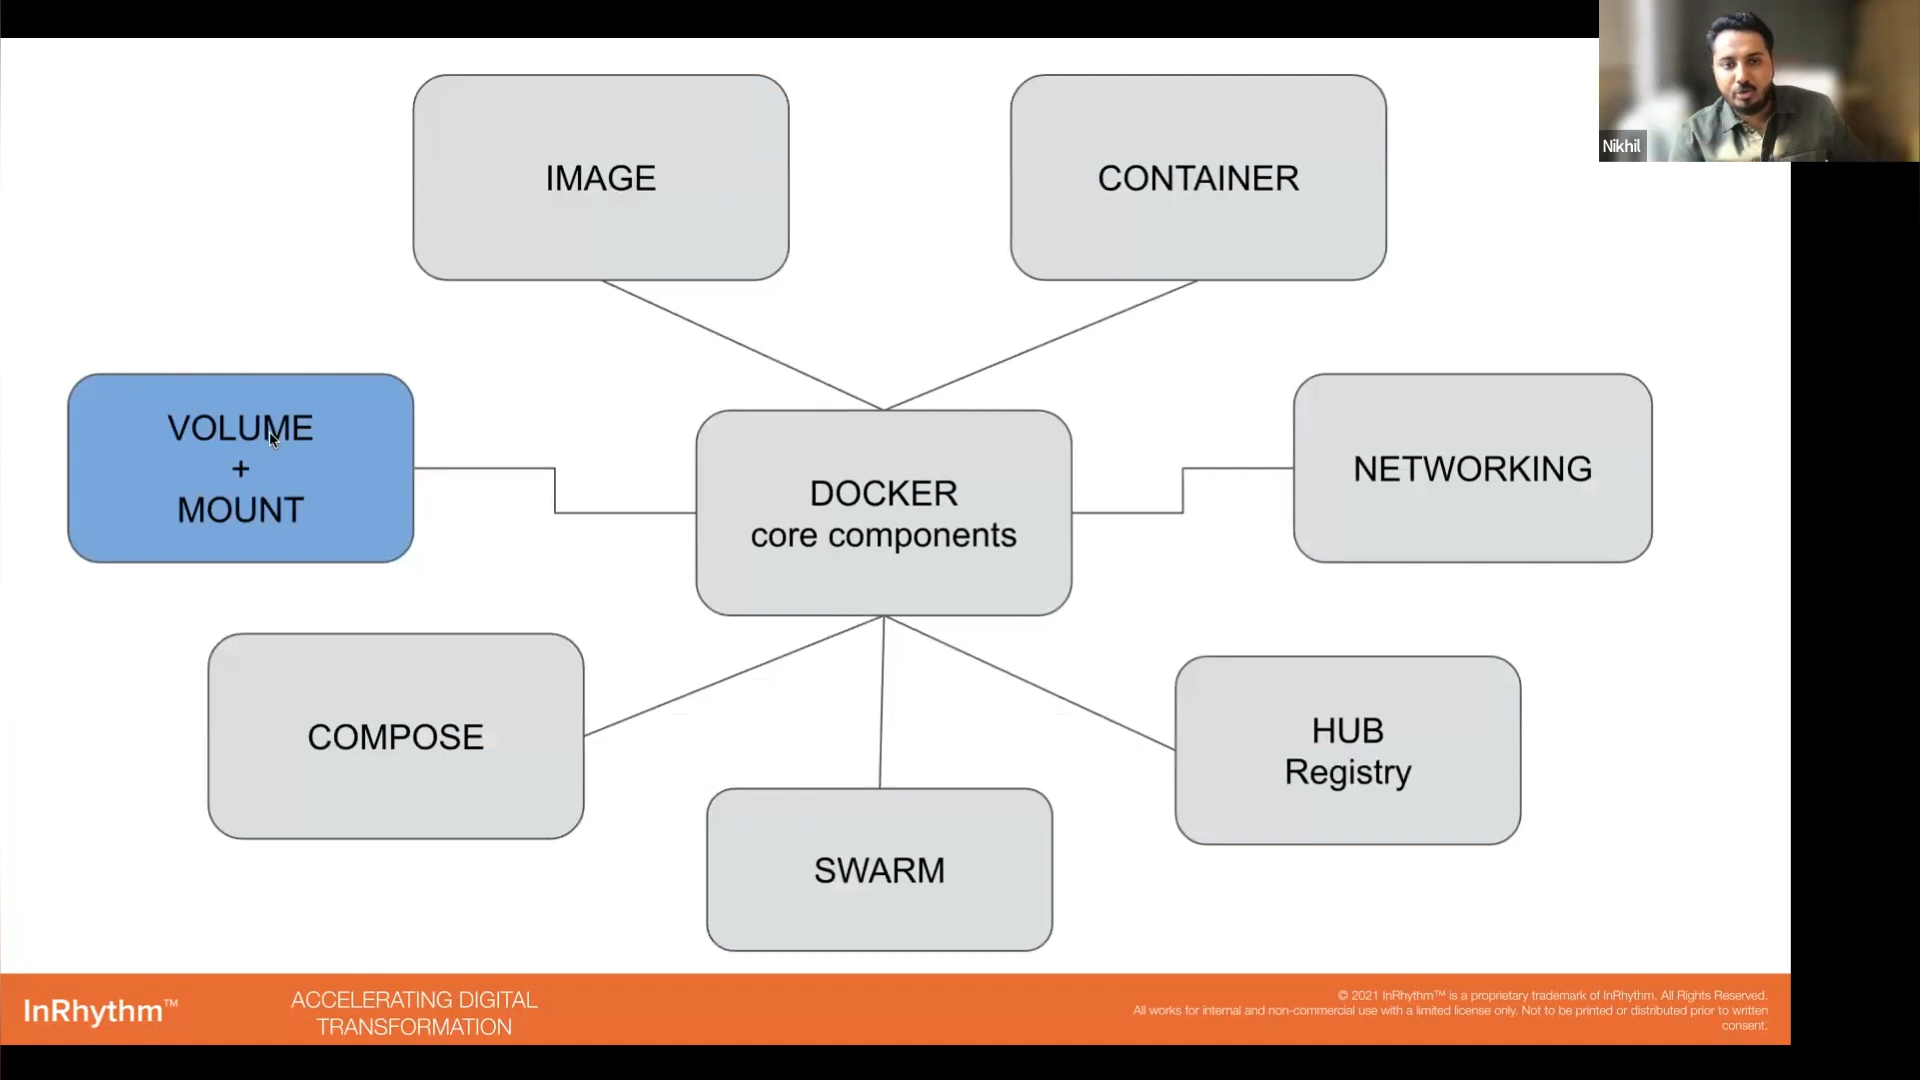 Nikhil
IMAGE
CONTAINER
VOLUME
+
MOUNT
DOCKER
core components
NETWORKING
COMPOSE
HUB
Registry
SWARM
InRhythm™
ACCELERATING DIGITAL
TRANSFORMATION
© 2021 InRhythm™ is a proprietary trademark of InRhythm. All Rights Reserved.
All works for internal and non-commercial use with a limited license only. Not to be printed or distributed prior to written
consent.